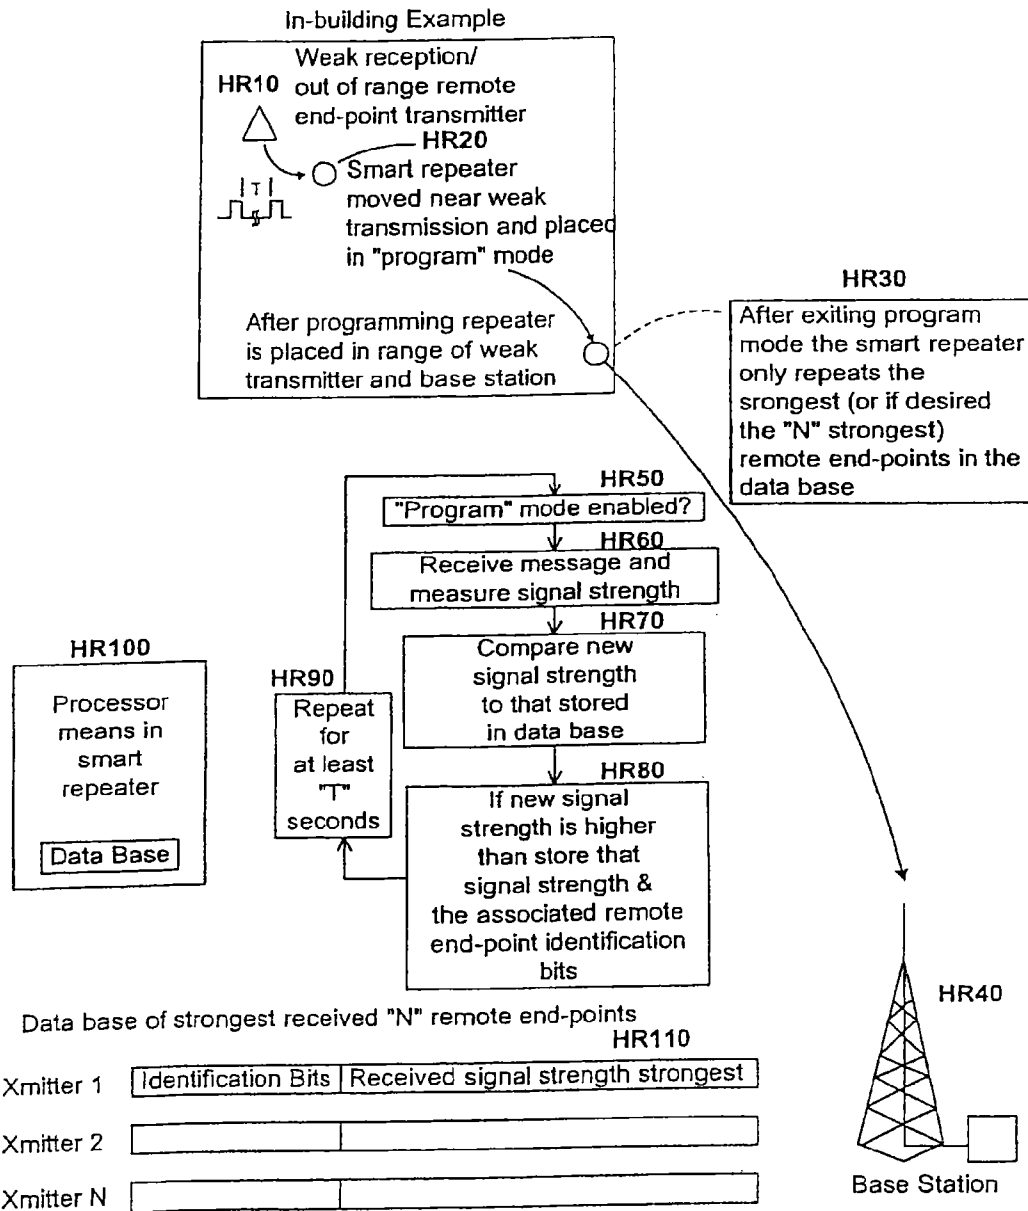 In-building Example
Weak reception/
HR10 out of range remote
end-point transmitter
HR20
Smart repeater
moved near weak
transmission and placed
in "program" mode
T
After programming repeater
is placed in range of weak
transmitter and base station
HR30
After exiting program
mode the smart repeater
only repeats the
srongest (or if desired
the "N" strongest)
remote end-points in the
data base
HR50
"Program" mode enabled?
HR60
Receive message and
measure signal strength
HR70
Compare new
signal strength
to that stored
in data base
HR80
If new signal
strength is higher
than store that
signal strength &
the associated remote
end-point identification
bits
HR90
Repeat
for
at least
"T"
seconds
HR100
Processor
means in
smart
repeater
Data Base
HR40
Base Station
Data base of strongest received "N" remote end-points
HR110
Xmitter 1 Identification Bits Received signal strength strongest
Xmitter 2
Xmitter N